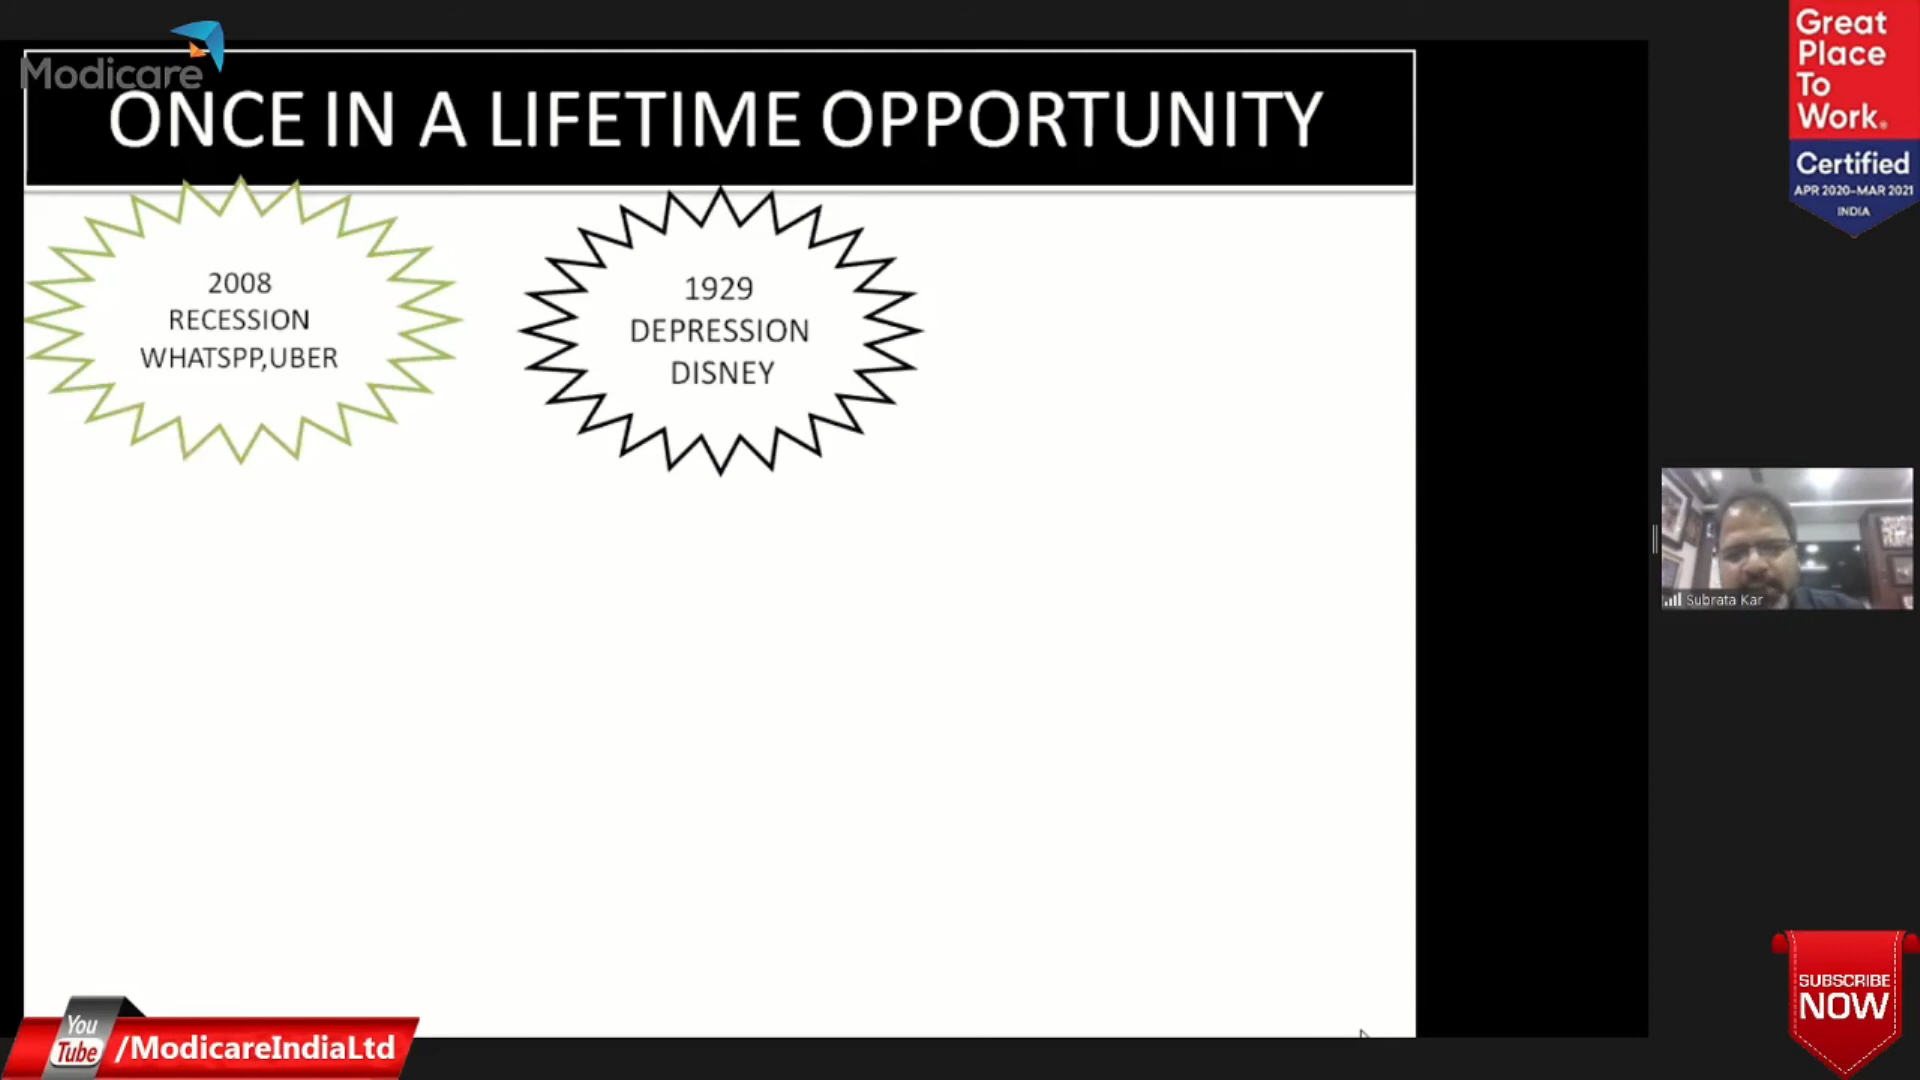 Modicare
ONCE IN A LIFETIME OPPORTUNITY
2008
RECESSION
WHATSPP,UBER
1929
DEPRESSION
DISNEY
Great
Place
To
Work®
Certified
APR 2020-MAR 2021
INDIA
Subrata Kar
You
Tube
/ModicareIndiaLtd
SUBSCRIBE
NOW